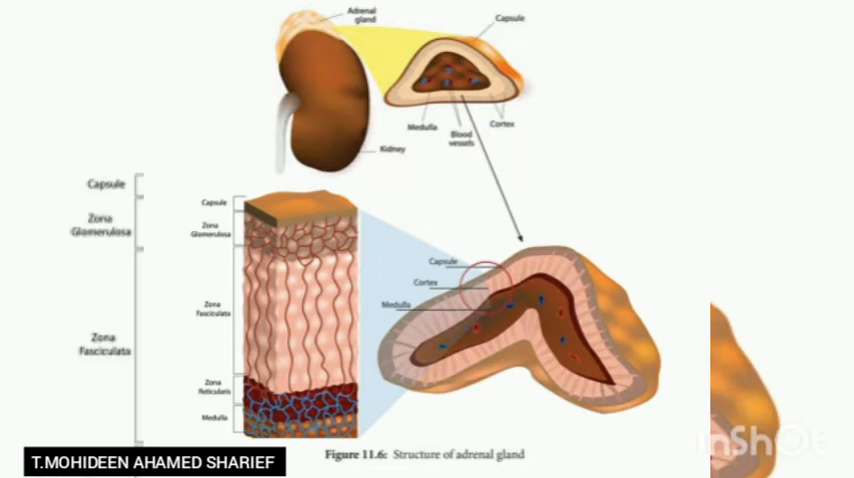 Adrenal
gland
Capsule
Medulla
Blood
vessels
Cortex
Kidney
Capsule
Zona
Glomerulosa
Zona
Fasciculata
Capsule
Zona
Glomerulosa
Zona
Fasciculata
Zona
Reticularis
Medulla
Capsule
Cortex
Medulla
Figure 11.6: Structure of adrenal gland
T.MOHIDEEN AHAMED SHARIEF
InShOt